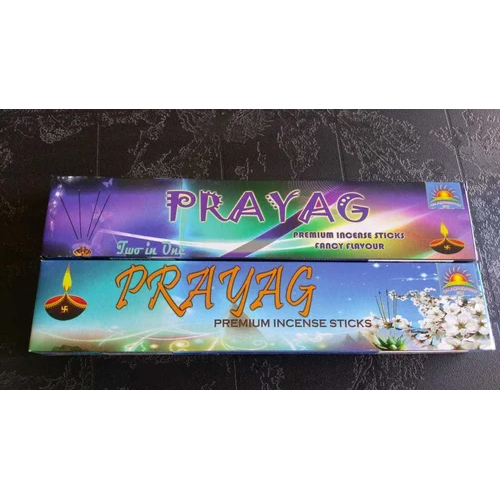 PRAYAG
PREMIUM INCENSE STICKS
FANCY FLAVOUR
Two in One
PRAYAG
PREMIUM INCENSE STICKS